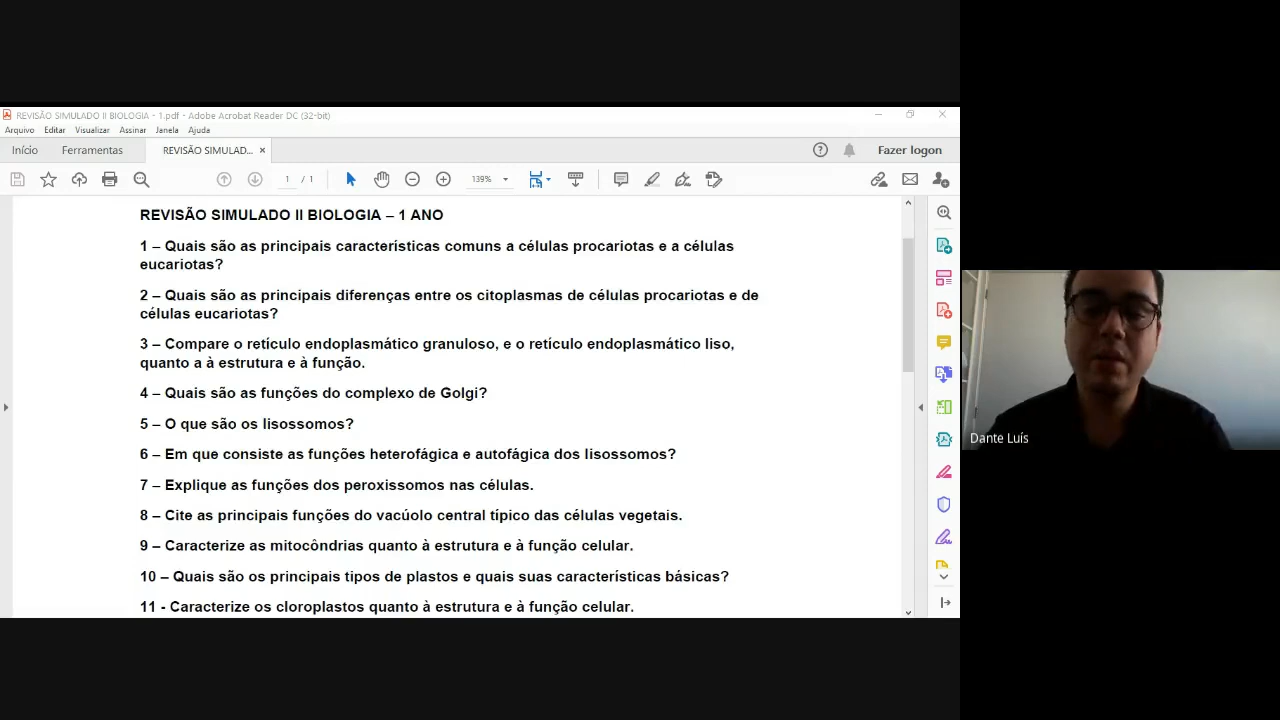 REVISÃO SIMULADO II BIOLOGIA - 1.pdf - Adobe Acrobat Reader DC (32-bit)
Arquivo Editar Visualizar Assinar Janela Ajuda
Início Ferramentas REVISÃO SIMULAD... × Fazer logon
1 / 1 139%
REVISÃO SIMULADO II BIOLOGIA – 1 ANO
1 – Quais são as principais características comuns a células procariotas e a células
eucariotas?
2 – Quais são as principais diferenças entre os citoplasmas de células procariotas e de
células eucariotas?
3 – Compare o retículo endoplasmático granuloso, e o retículo endoplasmático liso,
quanto a à estrutura e à função.
4 – Quais são as funções do complexo de Golgi?
5 – O que são os lisossomos?
6 – Em que consiste as funções heterofágica e autofágica dos lisossomos?
7 – Explique as funções dos peroxissomos nas células.
8 – Cite as principais funções do vacúolo central típico das células vegetais.
9 – Caracterize as mitocôndrias quanto à estrutura e à função celular.
10 – Quais são os principais tipos de plastos e quais suas características básicas?
11 - Caracterize os cloroplastos quanto à estrutura e à função celular.
Dante Luís